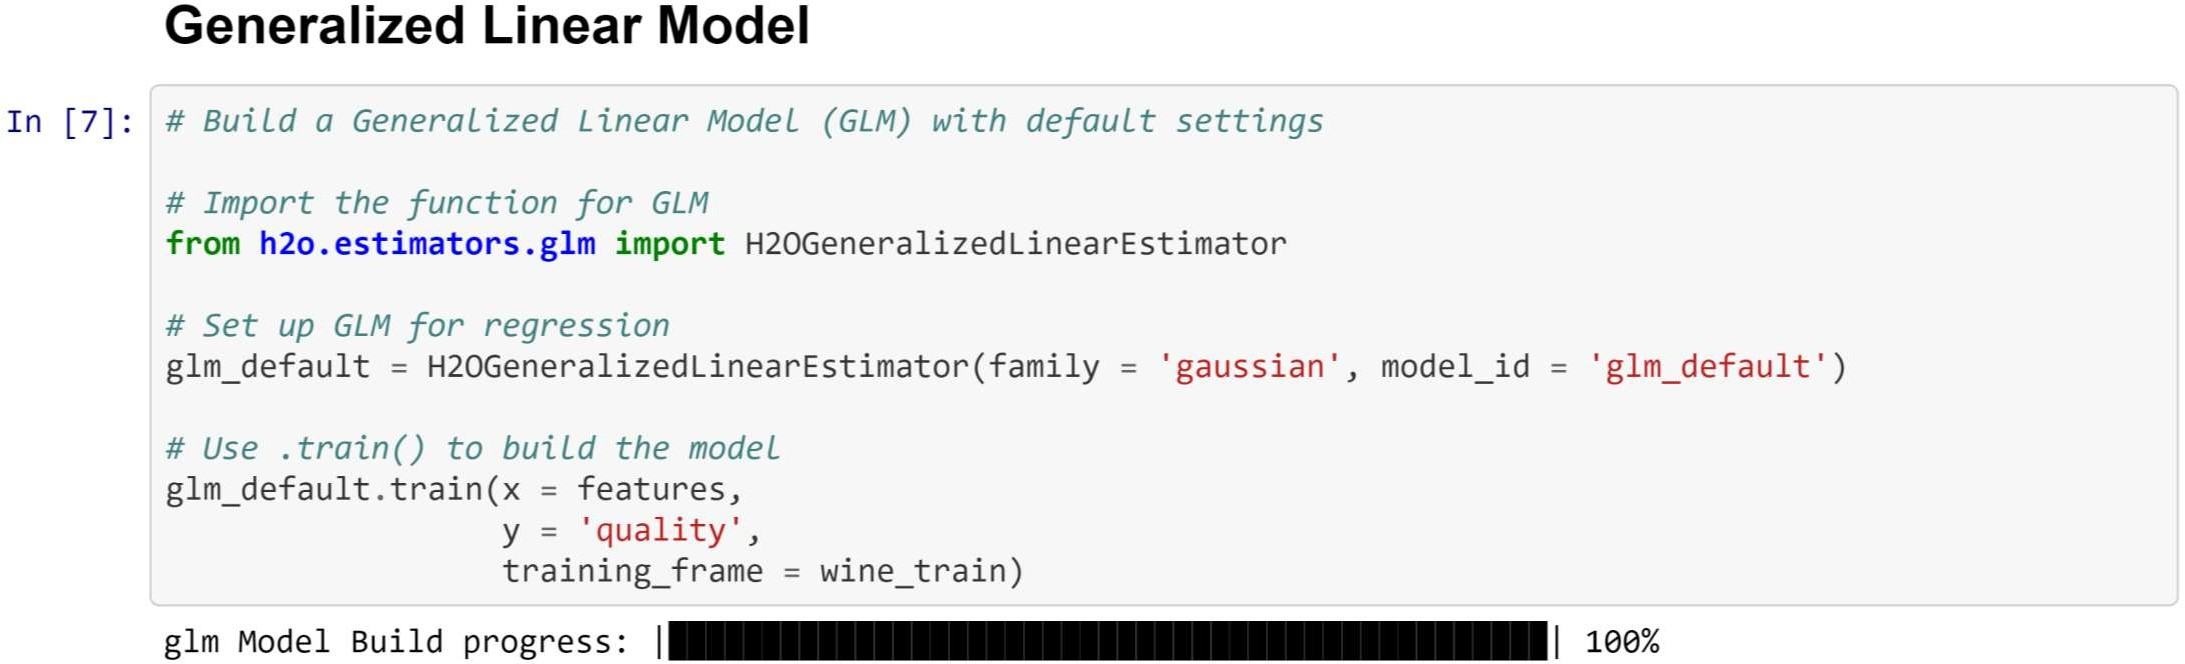 Generalized Linear Model
In [7]: # Build a Generalized Linear Model (GLM) with default settings
# Import the function for GLM
from h2o.estimators.glm import H2OGeneralizedLinearEstimator
# Set up GLM for regression
glm_default = H2OGeneralizedLinearEstimator(family = 'gaussian', model_id = 'glm_default')
# Use .train() to build the model
glm_default.train(x = features,
y = 'quality',
training_frame = wine_train)
glm Model Build progress: |███████████████████████████████████████████████| 100%